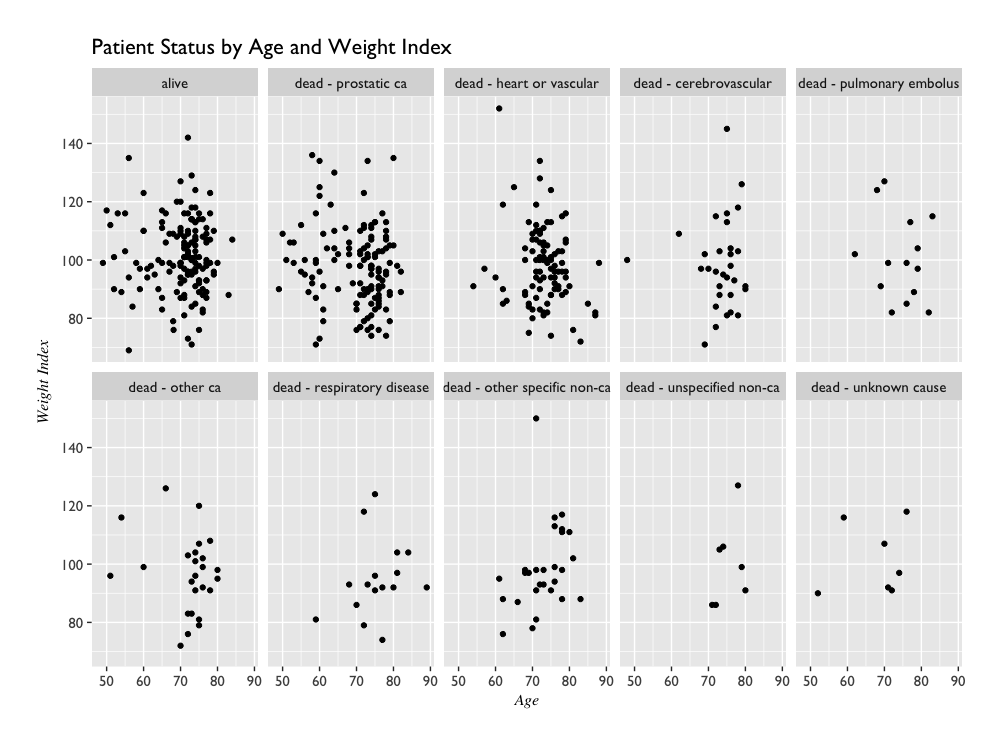 Patient Status by Age and Weight Index
alive
dead - prostatic ca
dead - heart or vascular
dead - cerebrovascular
dead - pulmonary embolus
140
120
100
80
Weight Index
dead - other ca
dead - respiratory disease
dead - other specific non-ca
dead - unspecified non-ca
dead - unknown cause
140
120
100
80
50 60 70 80 90 50 60 70 80 90 50 60 70 80 90 50 60 70 80 90 50 60 70 80 90
Age